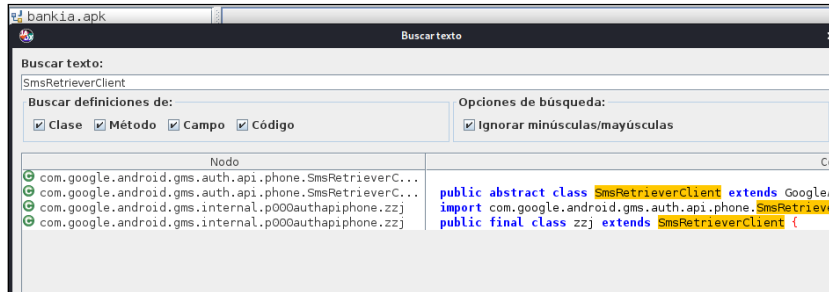 bankia.apk
Buscar texto
Buscar texto:
SmsRetrieverClient
Buscar definiciones de:
Opciones de búsqueda:
Clase Método Campo Código
Ignorar minúsculas/mayúsculas
Nodo
com.google.android.gms.auth.api.phone.SmsRetrieverC...
com.google.android.gms.auth.api.phone.SmsRetrieverC... public abstract class SmsRetrieverClient extends Google
com.google.android.gms.internal.p000authapiphone.zzj import com.google.android.gms.auth.api.phone.SmsRetrieve
com.google.android.gms.internal.p000authapiphone.zzj public final class zzj extends SmsRetrieverClient {